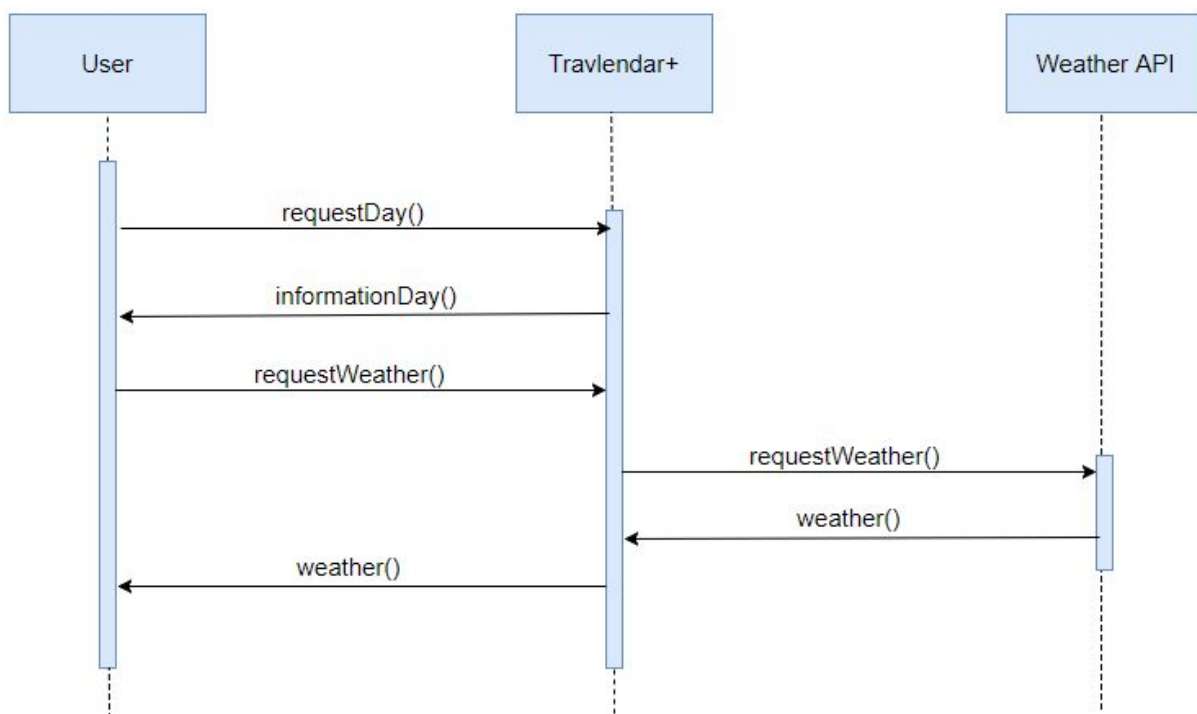 User
Travlendar+
Weather API
requestDay()
informationDay()
requestWeather()
requestWeather()
weather()
weather()